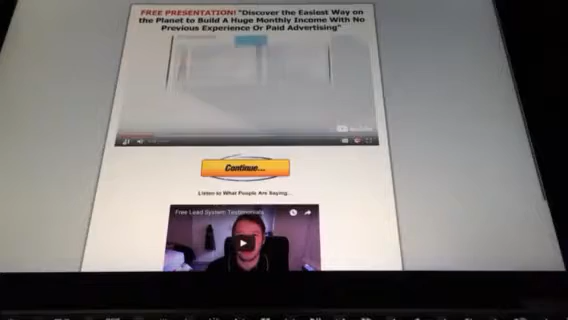 FREE PRESENTATION! "Discover the Easiest Way on
the Planet to Build A Huge Monthly Income With No
Previous Experience Or Paid Advertising"
Continue...
Listen to What People Are Saying...
Free Lead System Testimonials